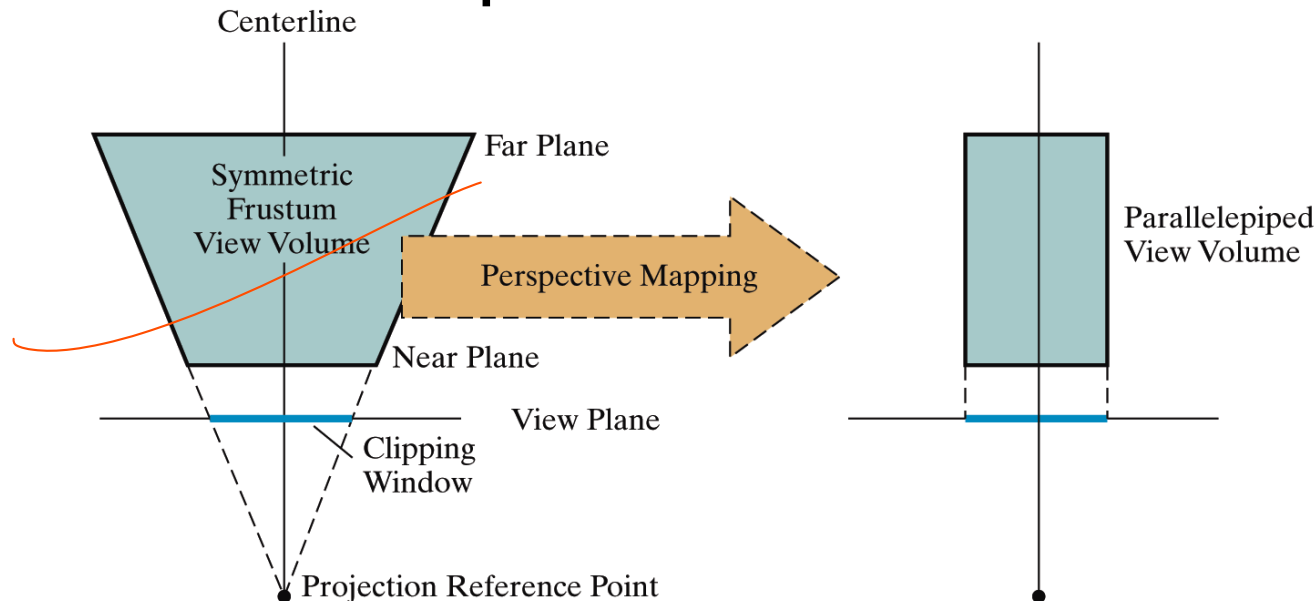 Centerline
Far Plane
Symmetric
Frustum
View Volume
Perspective Mapping
Parallelepiped
View Volume
Near Plane
View Plane
Clipping
Window
Projection Reference Point